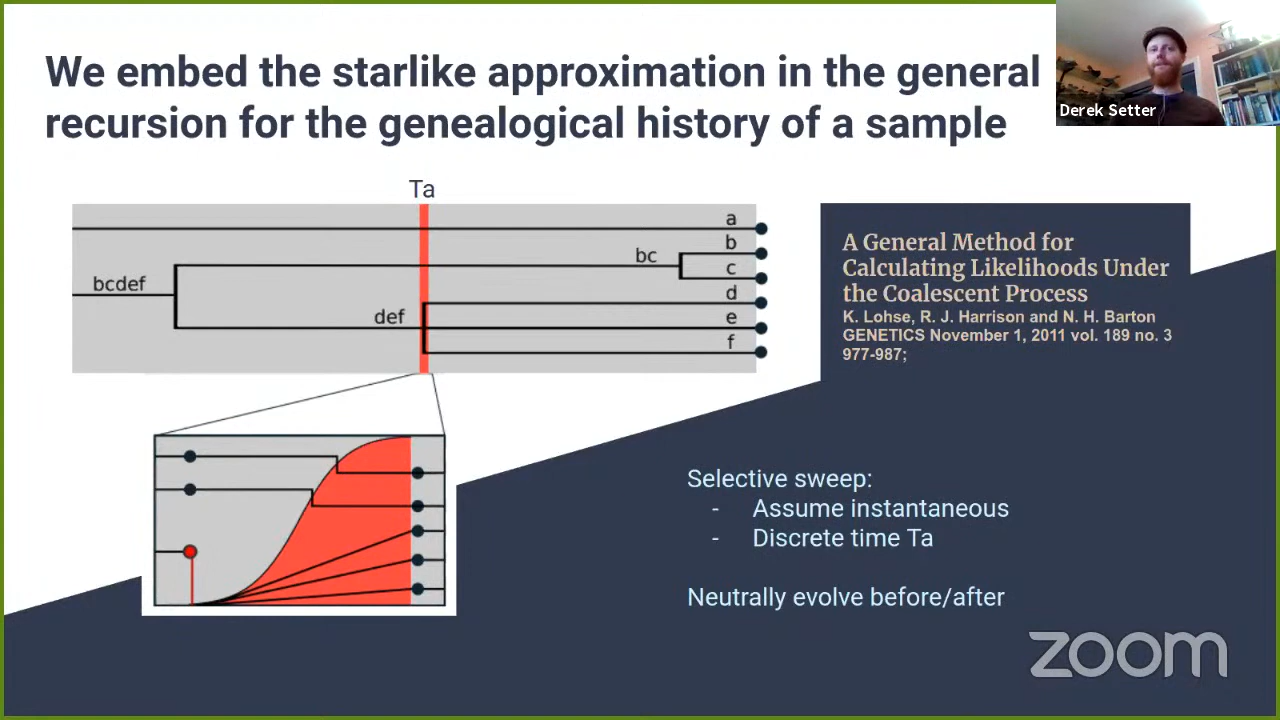 We embed the starlike approximation in the general
recursion for the genealogical history of a sample
Derek Setter
Ta
a
b
bc
c
bcdef
d
def
e
f
A General Method for
Calculating Likelihoods Under
the Coalescent Process
K. Lohse, R. J. Harrison and N. H. Barton
GENETICS November 1, 2011 vol. 189 no. 3
977-987;
Selective sweep:
- Assume instantaneous
- Discrete time Ta
Neutrally evolve before/after
zoom